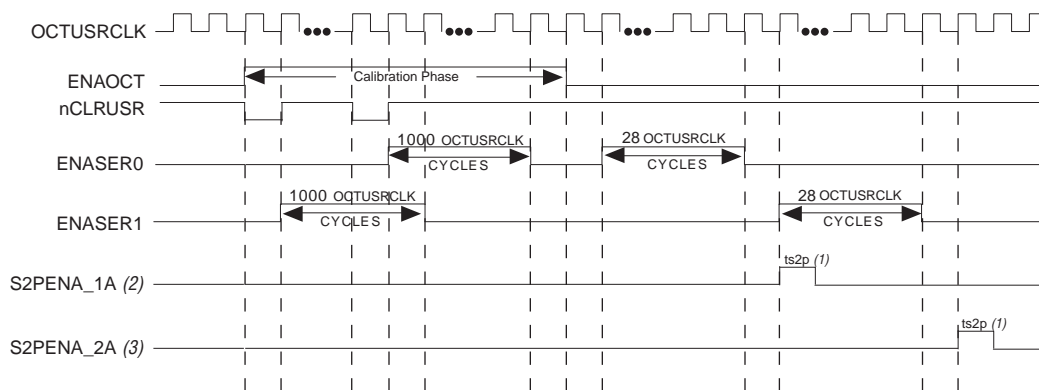 OCTUSRCLK
ENAOCT
Calibration Phase
nCLRUSR
ENASER0
1000 OCTUSRCLK
CYCLES
28 OCTUSRCLK
CYCLES
ENASER1
1000 OCTUSRCLK
CYCLES
28 OCTUSRCLK
CYCLES
S2PENA_1A (2)
ts2p (1)
S2PENA_2A (3)
ts2p (1)